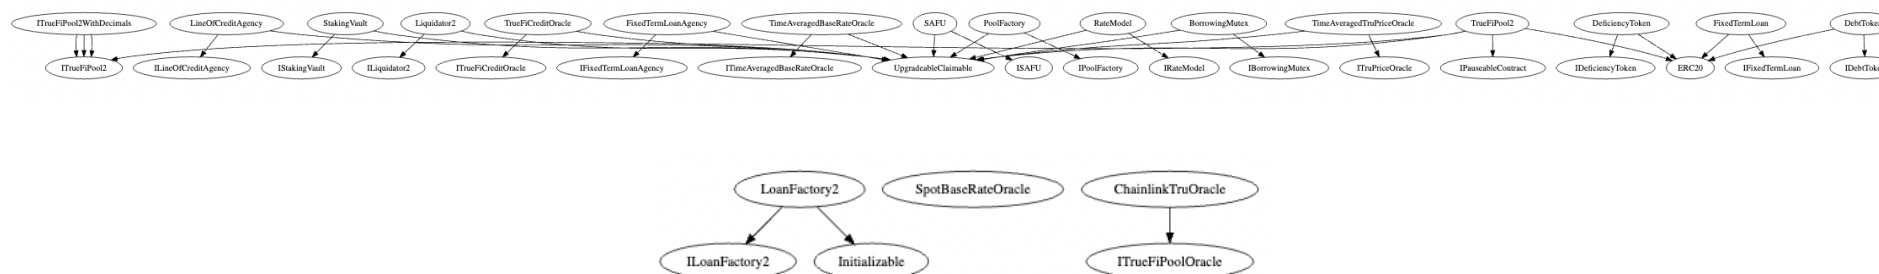 ITrueFiPool2WithDecimals LineOfCreditAgency StakingVault Liquidator2 TrueFiCreditOracle FixedTermLoanAgency TimeAveragedBaseRateOracle SAFU PoolFactory RateModel BorrowingMutex TimeAveragedTruPriceOracle TrueFiPool2 DeficiencyToken FixedTermLoan DebtToken
ITrueFiPool2 ILineOfCreditAgency IStakingVault ILiquidator2 ITrueFiCreditOracle IFixedTermLoanAgency ITimeAveragedBaseRateOracle UpgradeableClaimable ISAFU IPoolFactory IRateModel IBorrowingMutex ITruPriceOracle IPauseableContract IDeficiencyToken ERC20 IFixedTermLoan IDebtToke
LoanFactory2 SpotBaseRateOracle ChainlinkTruOracle
ILoanFactory2 Initializable ITrueFiPoolOracle